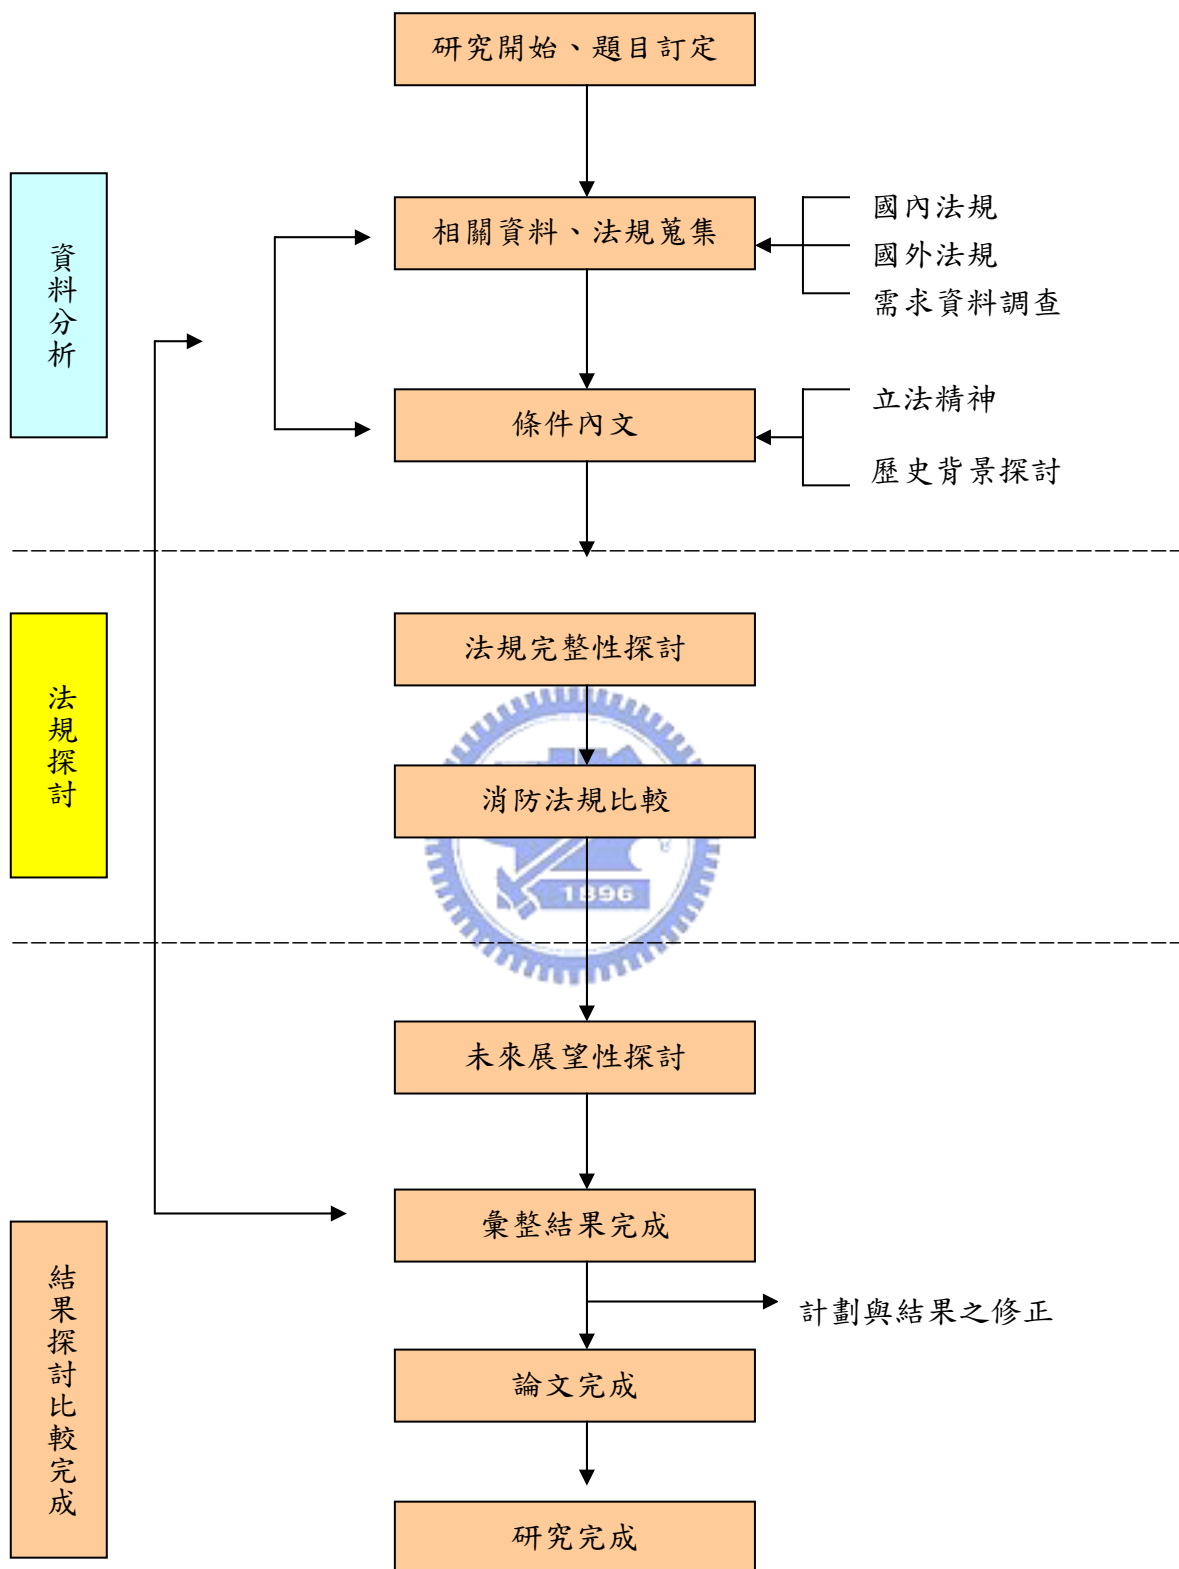 研究開始、題目訂定
資料分析
相關資料、法規蒐集
國內法規
國外法規
需求資料調查
條件內文
立法精神
歷史背景探討
法規探討
法規完整性探討
消防法規比較
1896
未來展望性探討
結果探討比較完成
彙整結果完成
計劃與結果之修正
論文完成
研究完成